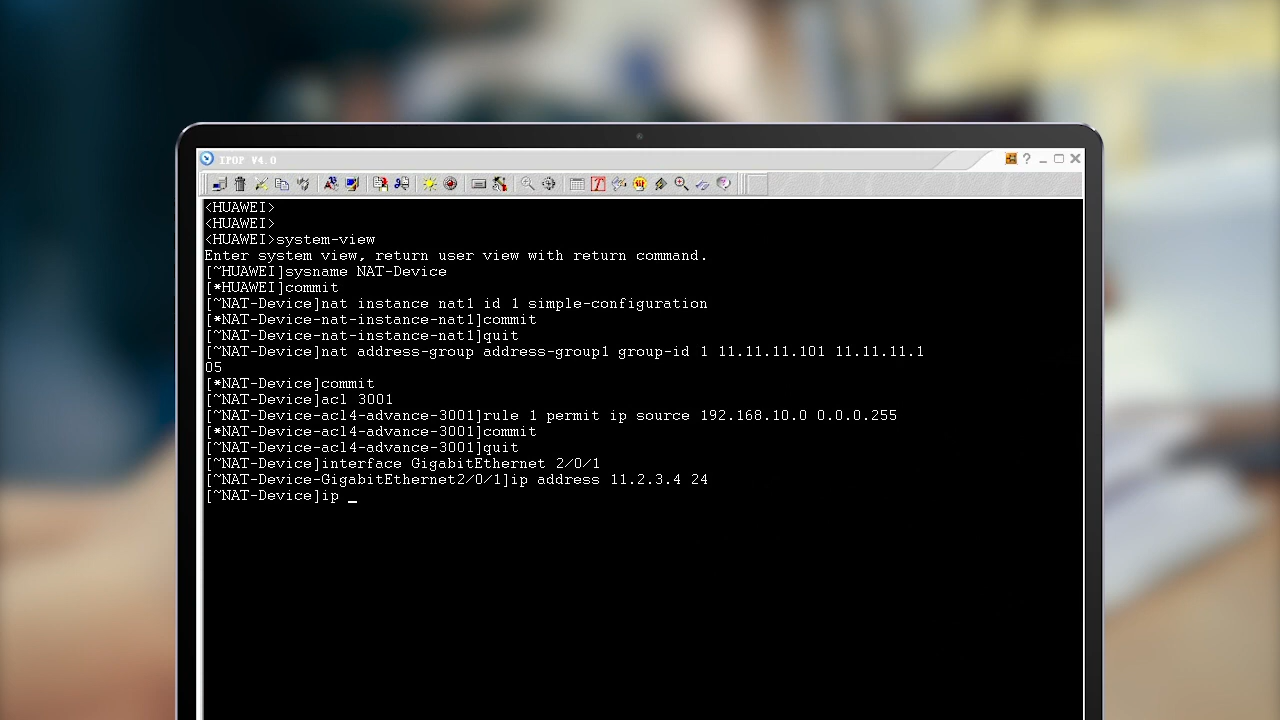 IPOP V4.0
<HUAWEI>
<HUAWEI>
<HUAWEI>system-view
Enter system view, return user view with return command.
[~HUAWEI]sysname NAT-Device
[*HUAWEI]commit
[~NAT-Device]nat instance nat1 id 1 simple-configuration
[*NAT-Device-nat-instance-nat1]commit
[~NAT-Device-nat-instance-nat1]quit
[~NAT-Device]nat address-group address-group1 group-id 1 11.11.11.101 11.11.11.1
05
[*NAT-Device]commit
[~NAT-Device]acl 3001
[~NAT-Device-acl4-advance-3001]rule 1 permit ip source 192.168.10.0 0.0.0.255
[*NAT-Device-acl4-advance-3001]commit
[~NAT-Device-acl4-advance-3001]quit
[~NAT-Device]interface GigabitEthernet 2/0/1
[~NAT-Device-GigabitEthernet2/0/1]ip address 11.2.3.4 24
[~NAT-Device]ip _